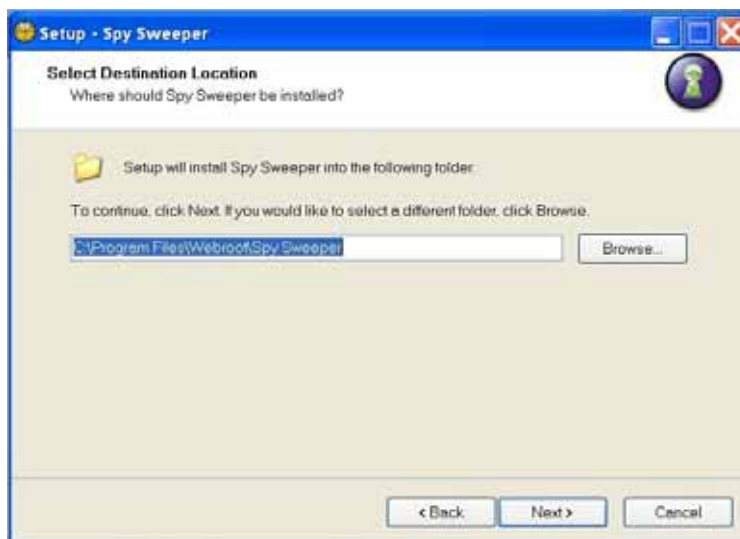 Setup - Spy Sweeper
Select Destination Location
Where should Spy Sweeper be installed?
Setup will install Spy Sweeper into the following folder.
To continue, click Next. If you would like to select a different folder, click Browse.
C:\Program Files\Webroot\Spy Sweeper
Browse...
< Back
Next >
Cancel